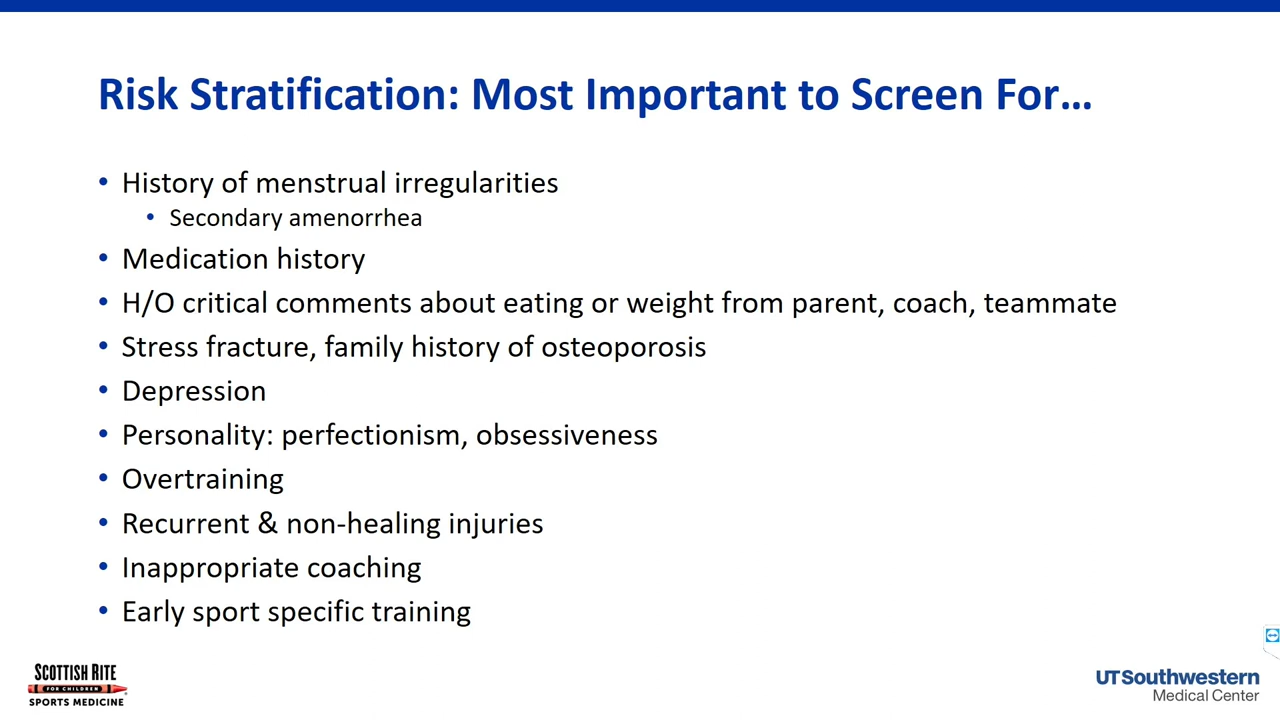 Risk Stratification: Most Important to Screen For…
• History of menstrual irregularities
• Secondary amenorrhea
• Medication history
• H/O critical comments about eating or weight from parent, coach, teammate
• Stress fracture, family history of osteoporosis
• Depression
• Personality: perfectionism, obsessiveness
• Overtraining
• Recurrent & non-healing injuries
• Inappropriate coaching
• Early sport specific training
SCOTTISH RITE
FOR CHILDREN
SPORTS MEDICINE
UTSouthwestern
Medical Center